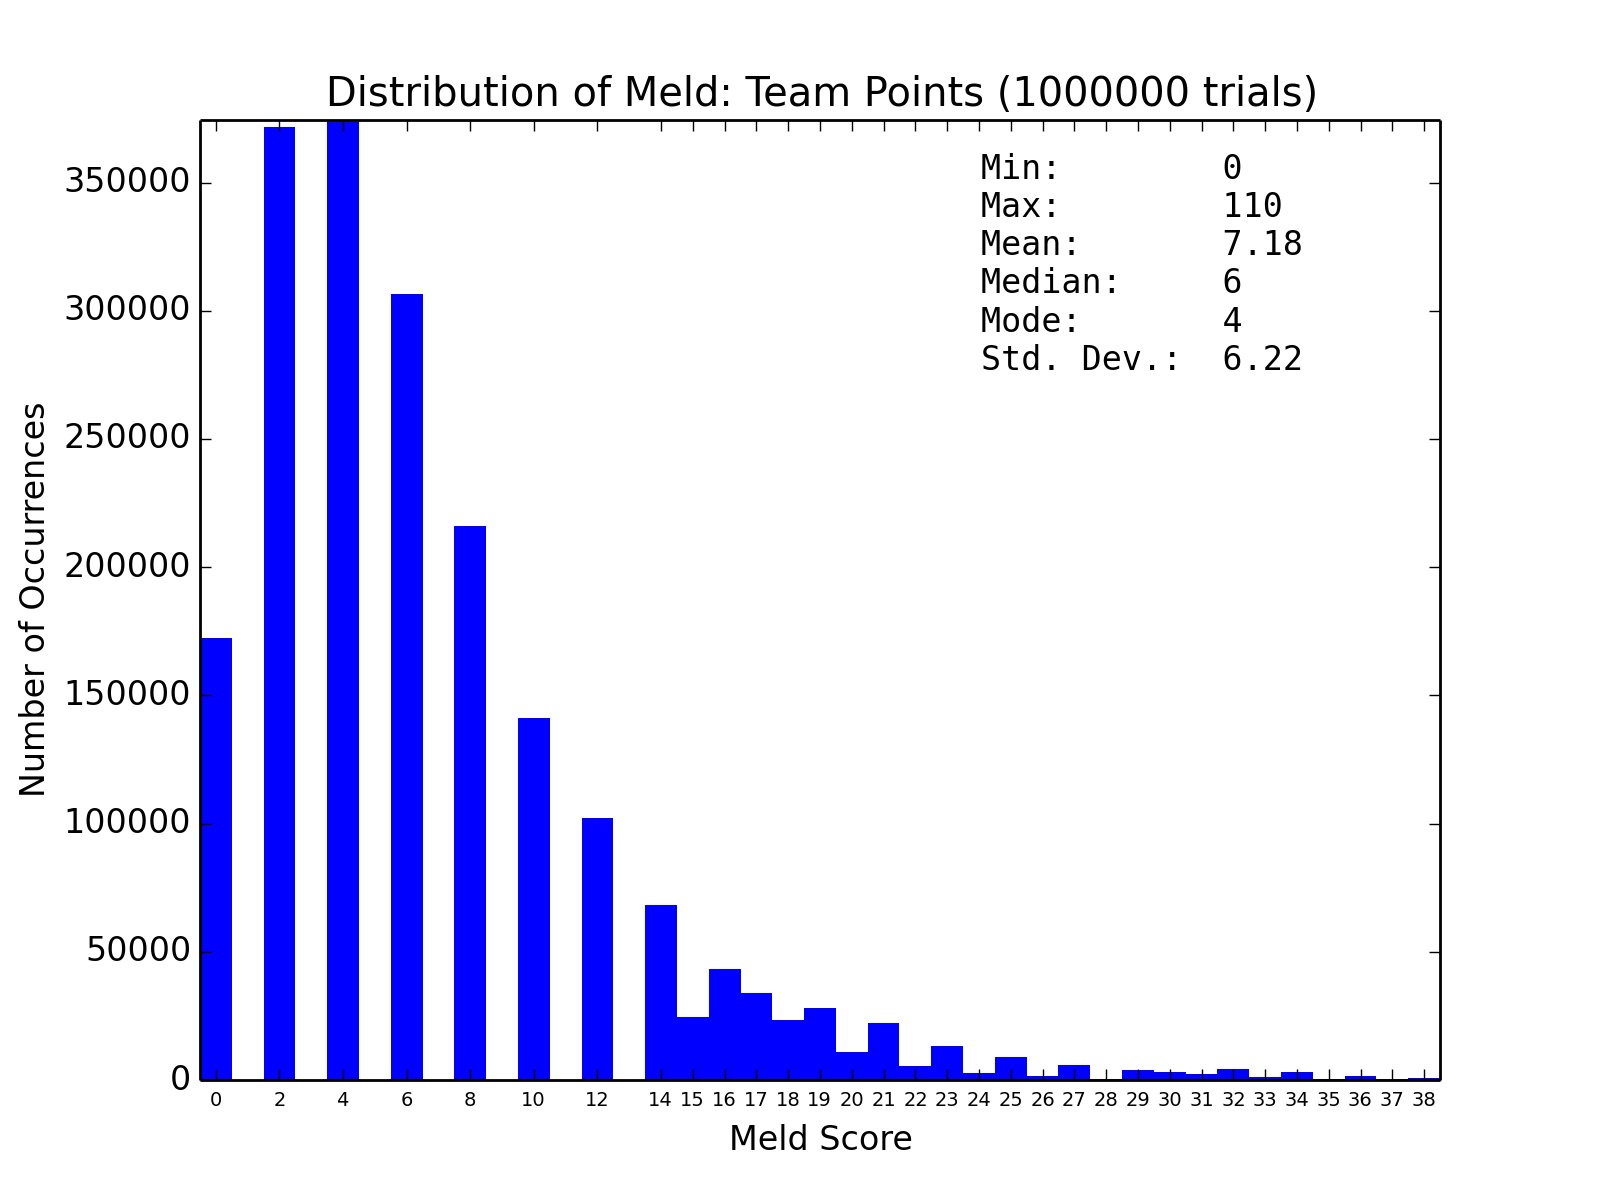 Distribution of Meld: Team Points (1000000 trials)
Min: 0
Max: 110
Mean: 7.18
Median: 6
Mode: 4
Std. Dev.: 6.22
Number of Occurrences
350000
300000
250000
200000
150000
100000
50000
0
0 2 4 6 8 10 12 14 15 16 17 18 19 20 21 22 23 24 25 26 27 28 29 30 31 32 33 34 35 36 37 38
Meld Score